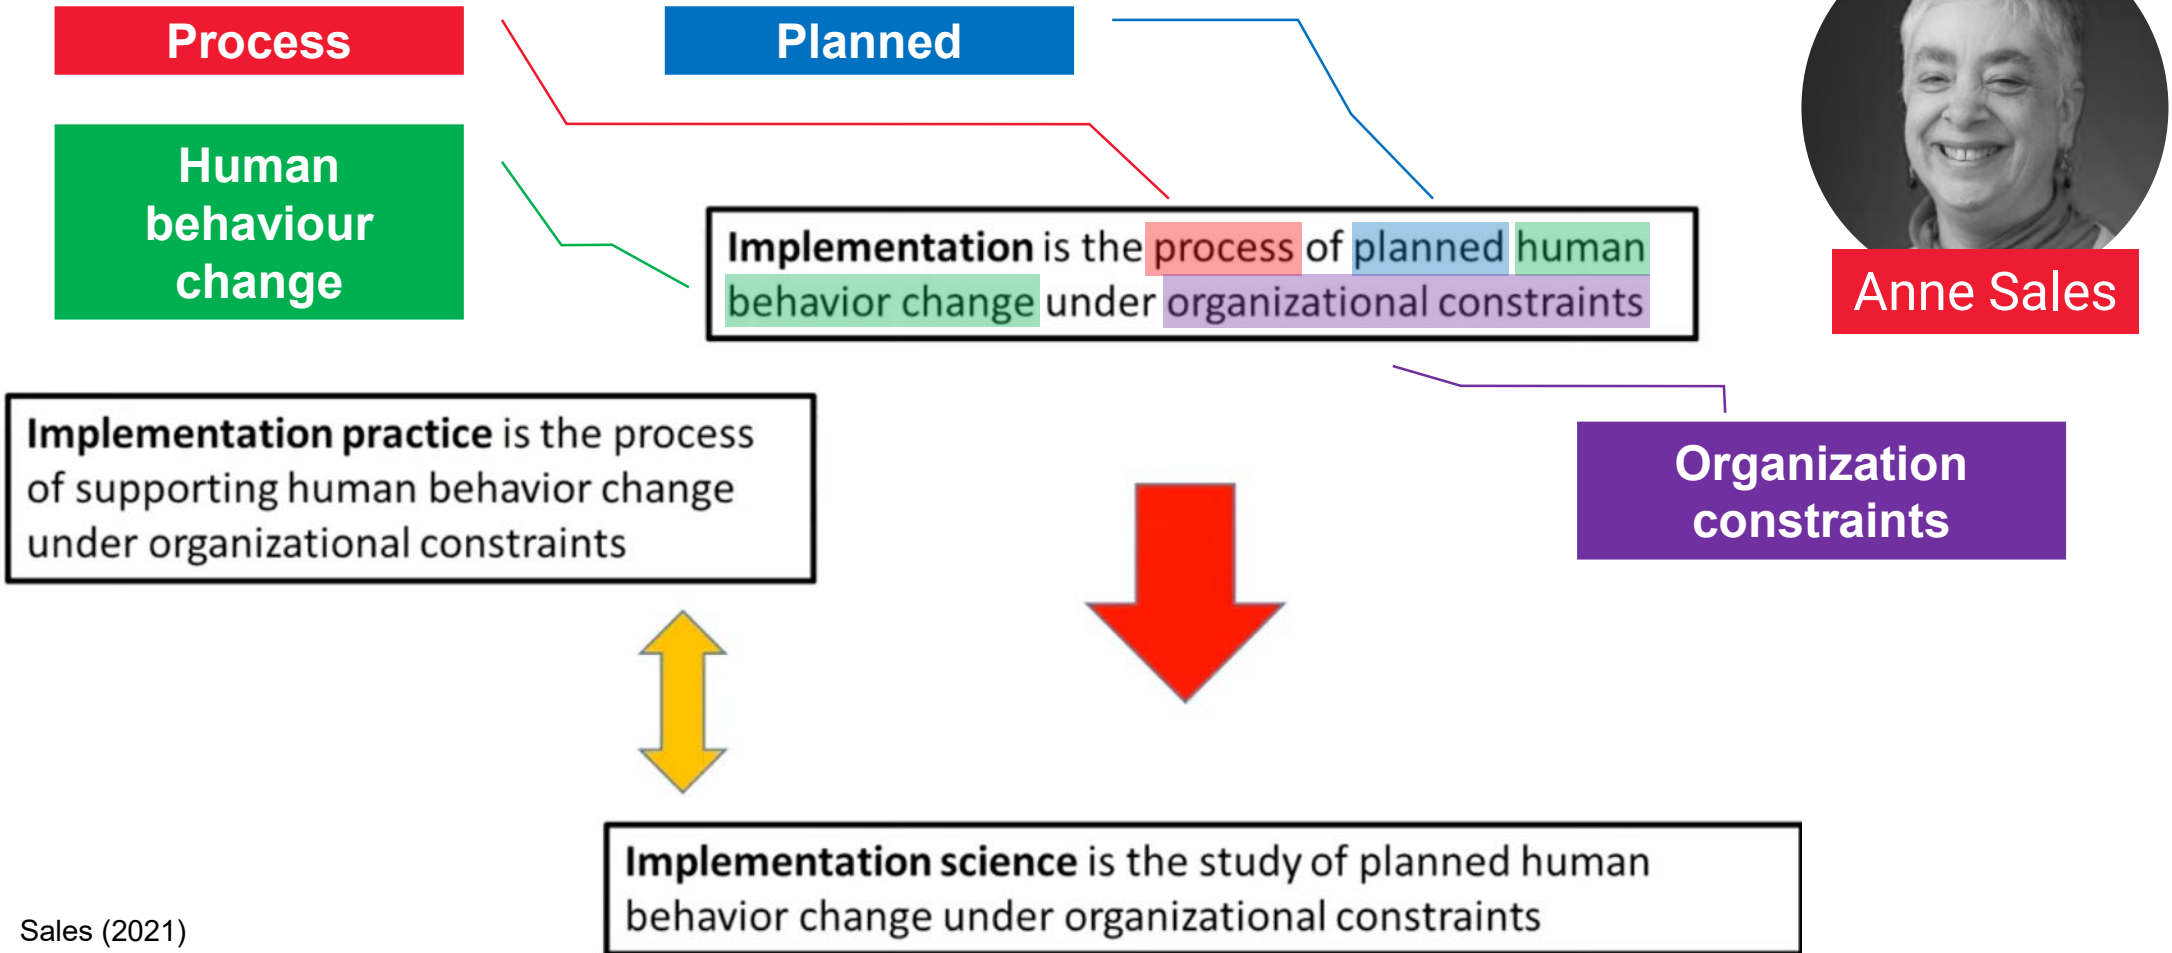 Process
Planned
Human
behaviour
change
Implementation is the process of planned human
behavior change under organizational constraints
Anne Sales
Implementation practice is the process
of supporting human behavior change
under organizational constraints
Organization
constraints
Implementation science is the study of planned human
behavior change under organizational constraints
Sales (2021)